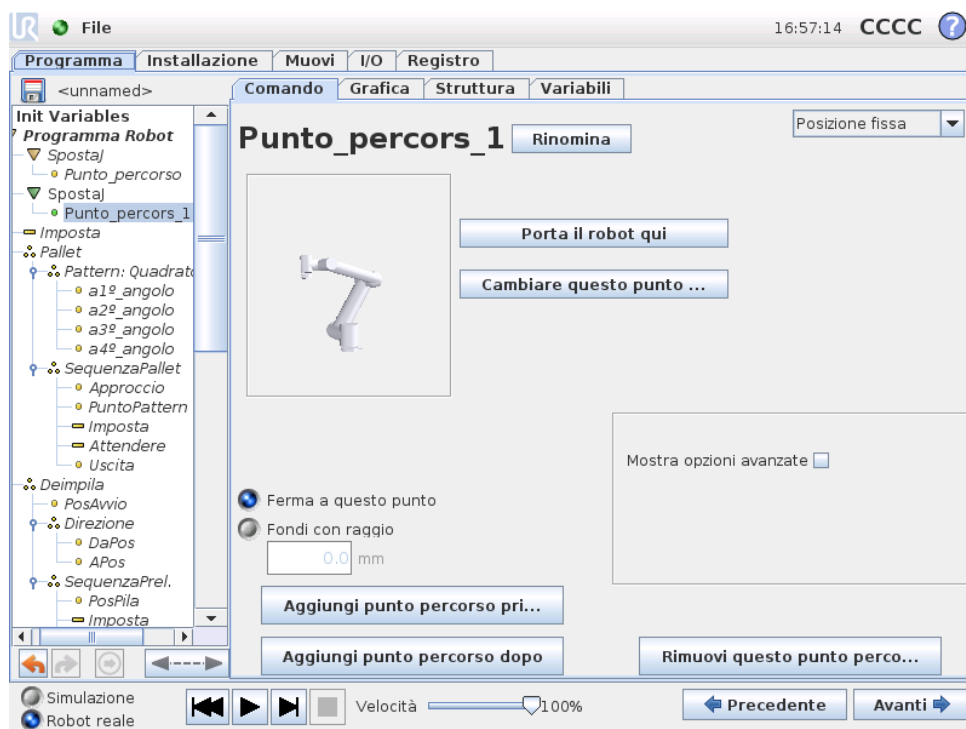 UR File 16:57:14 CCCC ?
Programma Installazione Muovi I/O Registro
<unnamed>
Comando Grafica Struttura Variabili
Init Variables
Programma Robot
SpostaJ
Punto_percorso
SpostaJ
Punto_percors_1
Imposta
Pallet
Pattern: Quadrato
a1º_angolo
a2º_angolo
a3º_angolo
a4º_angolo
SequenzaPallet
Approccio
PuntoPattern
Imposta
Attendere
Uscita
Deimpila
PosAvvio
Direzione
DaPos
APos
SequenzaPrel.
PosPila
Imposta
Punto_percors_1 Rinomina
Posizione fissa
Porta il robot qui
Cambiare questo punto ...
Mostra opzioni avanzate
Ferma a questo punto
Fondi con raggio
0.0 mm
Aggiungi punto percorso pri...
Aggiungi punto percorso dopo
Rimuovi questo punto perco...
Simulazione
Robot reale
Velocità 100%
Precedente Avanti